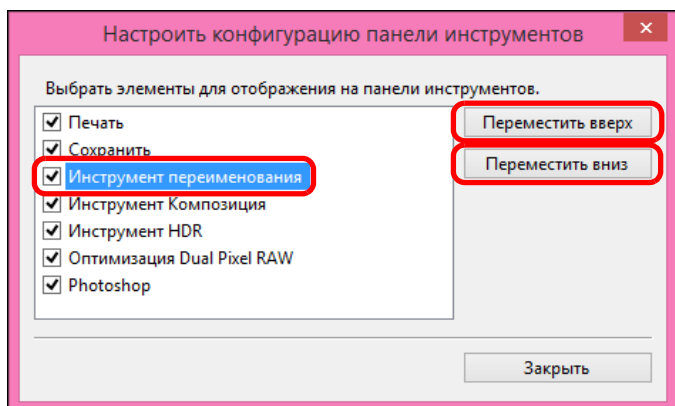 Настроить конфигурацию панели инструментов
Выбрать элементы для отображения на панели инструментов.
Печать
Сохранить
Инструмент переименования
Инструмент Композиция
Инструмент HDR
Оптимизация Dual Pixel RAW
Photoshop
Переместить вверх
Переместить вниз
Закрыть